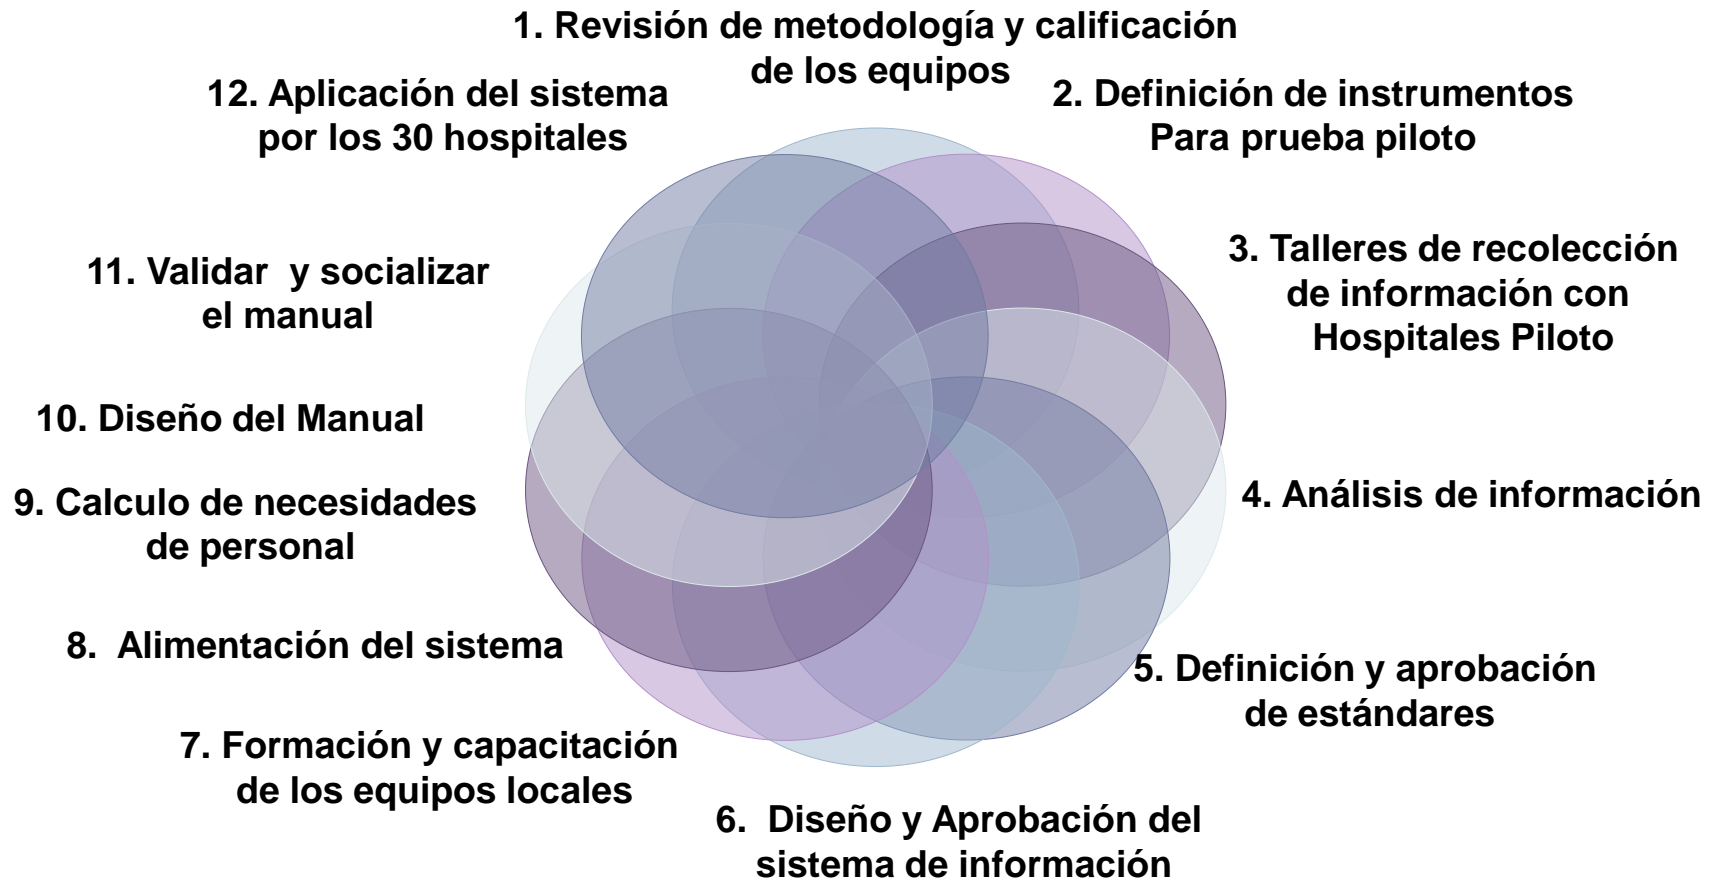 1. Revisión de metodología y calificación
de los equipos
2. Definición de instrumentos
Para prueba piloto
3. Talleres de recolección
de información con
Hospitales Piloto
4. Análisis de información
5. Definición y aprobación
de estándares
6.  Diseño y Aprobación del
sistema de información
7. Formación y capacitación
de los equipos locales
8.  Alimentación del sistema
9. Calculo de necesidades
de personal
10. Diseño del Manual
11. Validar  y socializar
el manual
12. Aplicación del sistema
por los 30 hospitales